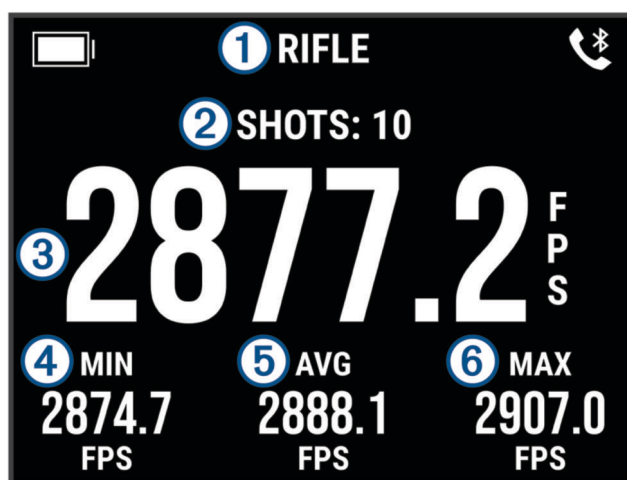 1 RIFLE
2 SHOTS: 10
3 2877.2 FPS
4 MIN 5 AVG 6 MAX
2874.7 2888.1 2907.0
FPS FPS FPS